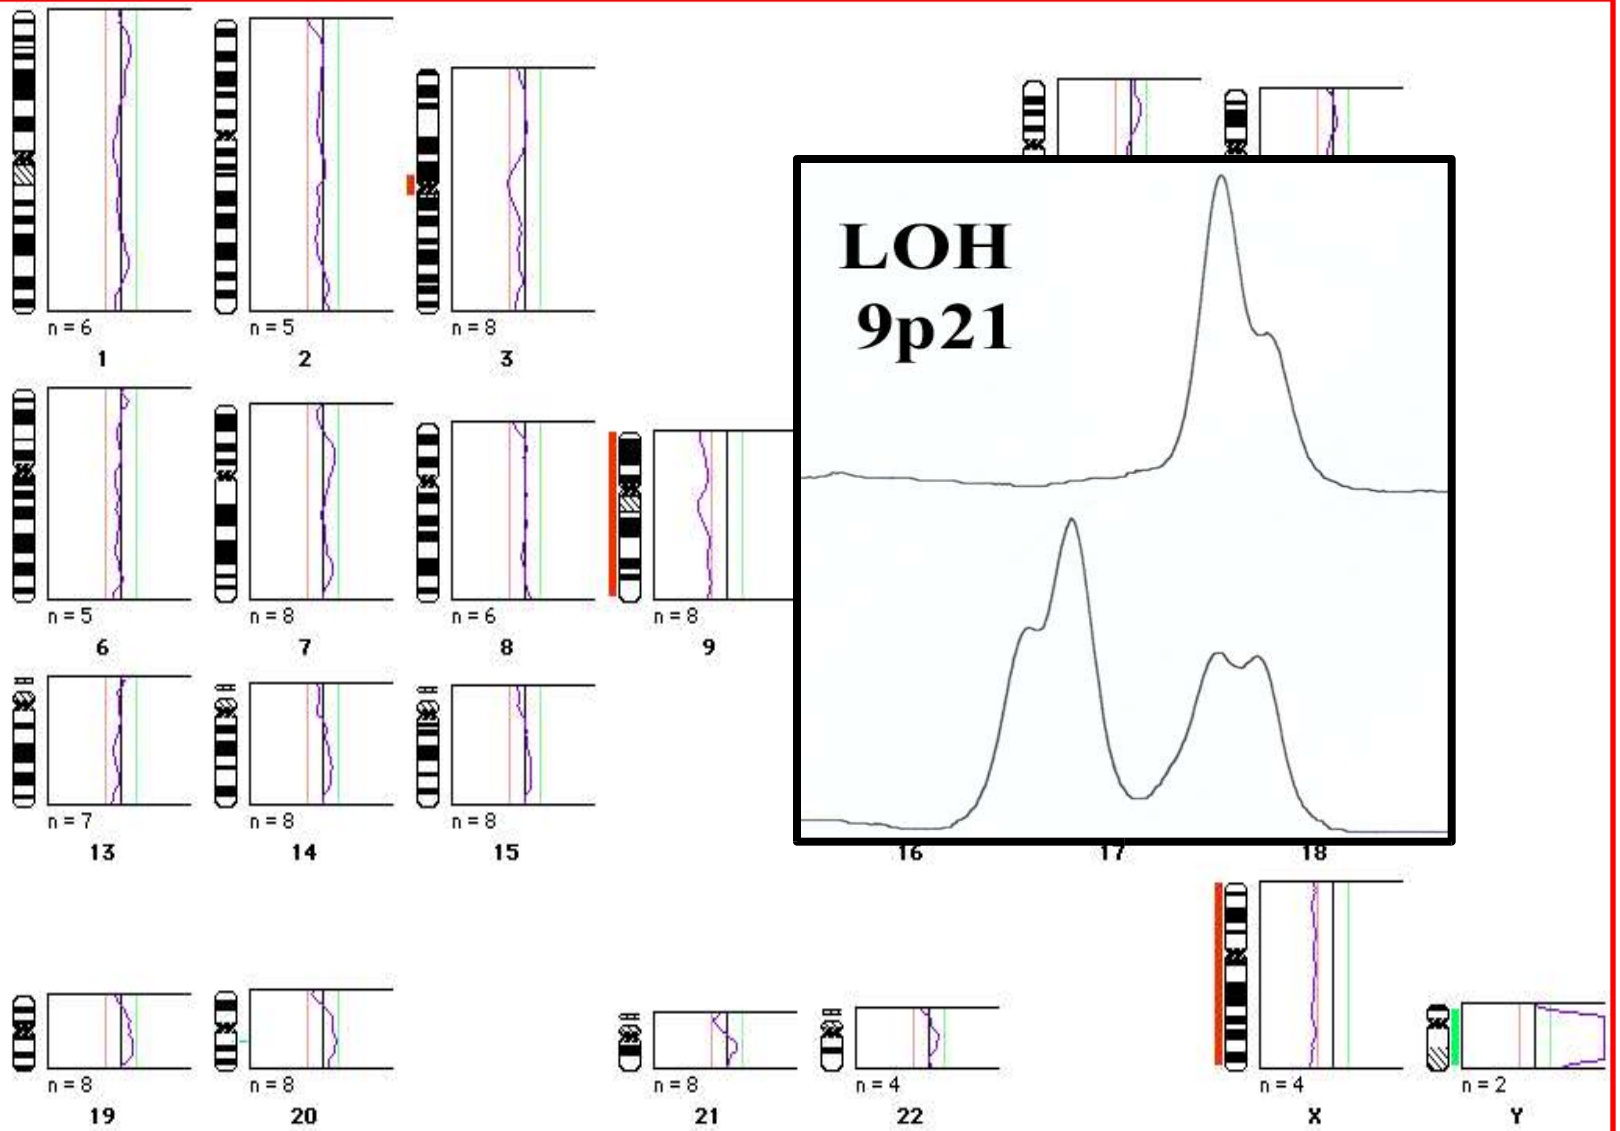 LOH
9p21
n = 6
n = 5
n = 8
1
2
3
n = 5
n = 8
n = 6
n = 8
6
7
8
9
n = 7
n = 8
n = 8
13
14
15
16
17
18
n = 8
n = 8
n = 8
n = 4
n = 4
n = 2
19
20
21
22
X
Y